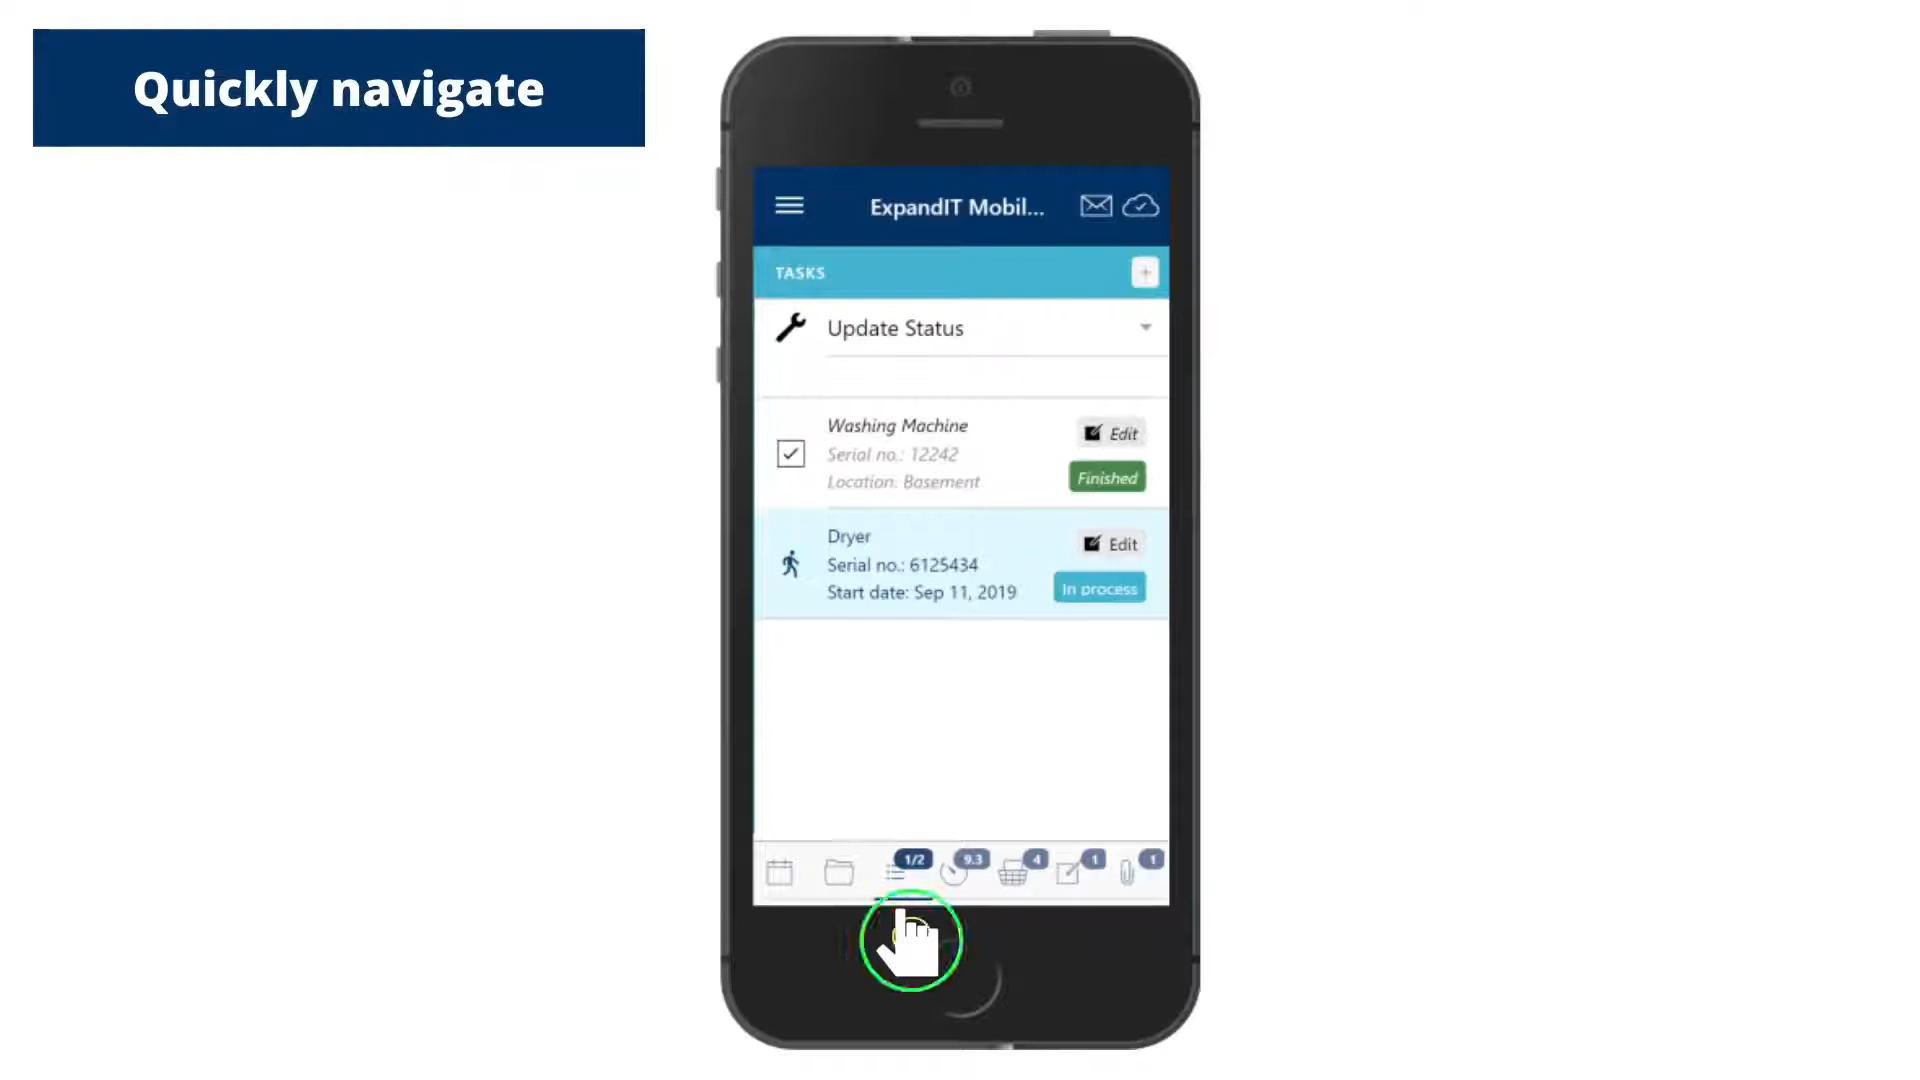 Quickly navigate
ExpandIT Mobil...
TASKS
Update Status
Washing Machine
Edit
Serial no.: 12242
Location: Basement
Finished
Dryer
Edit
Serial no.: 6125434
Start date: Sep 11, 2019
In process
1/2 9.3 4 1 1